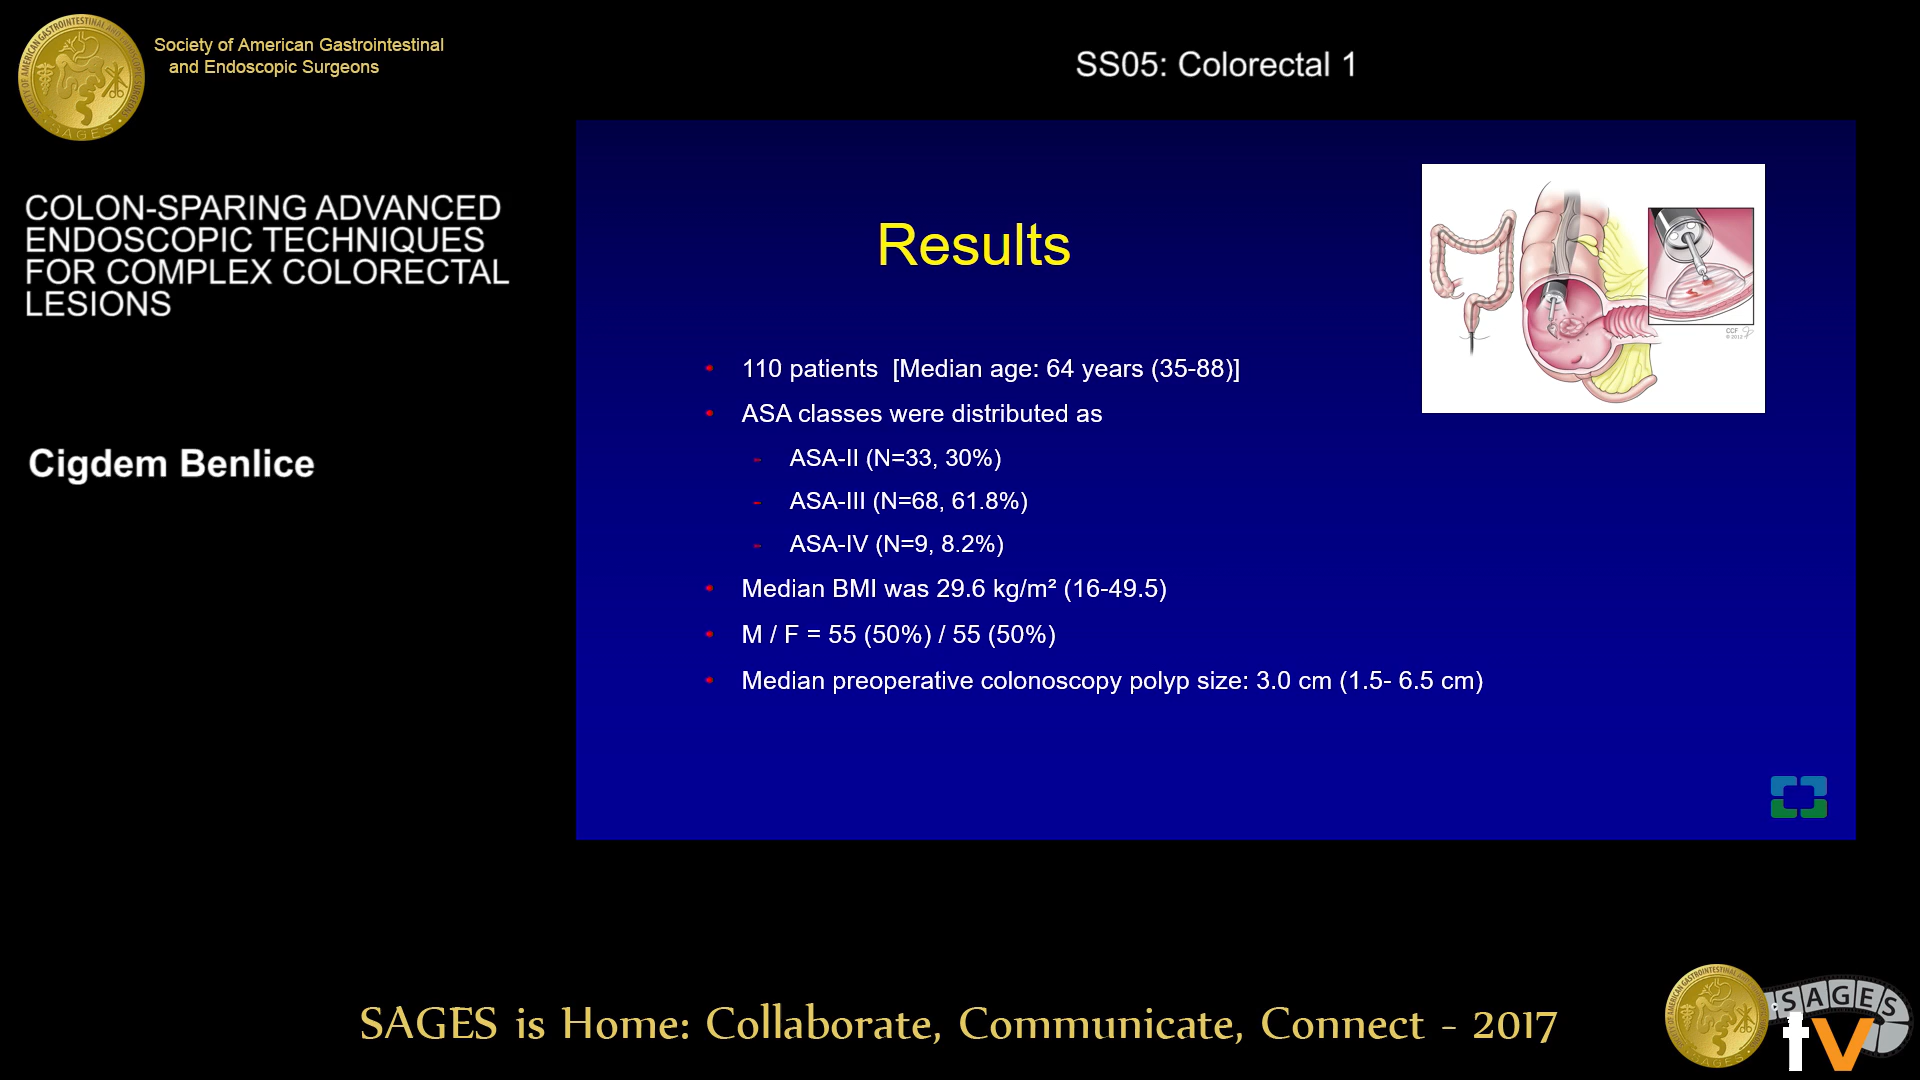 Society of American Gastrointestinal
and Endoscopic Surgeons
SS05: Colorectal 1
COLON-SPARING ADVANCED
ENDOSCOPIC TECHNIQUES
FOR COMPLEX COLORECTAL
LESIONS
Cigdem Benlice
Results
• 110 patients [Median age: 64 years (35-88)]
• ASA classes were distributed as
- ASA-II (N=33, 30%)
- ASA-III (N=68, 61.8%)
- ASA-IV (N=9, 8.2%)
• Median BMI was 29.6 kg/m² (16-49.5)
• M / F = 55 (50%) / 55 (50%)
• Median preoperative colonoscopy polyp size: 3.0 cm (1.5- 6.5 cm)
CCF
© 2012
SAGES is Home: Collaborate, Communicate, Connect - 2017
SAGES
tv